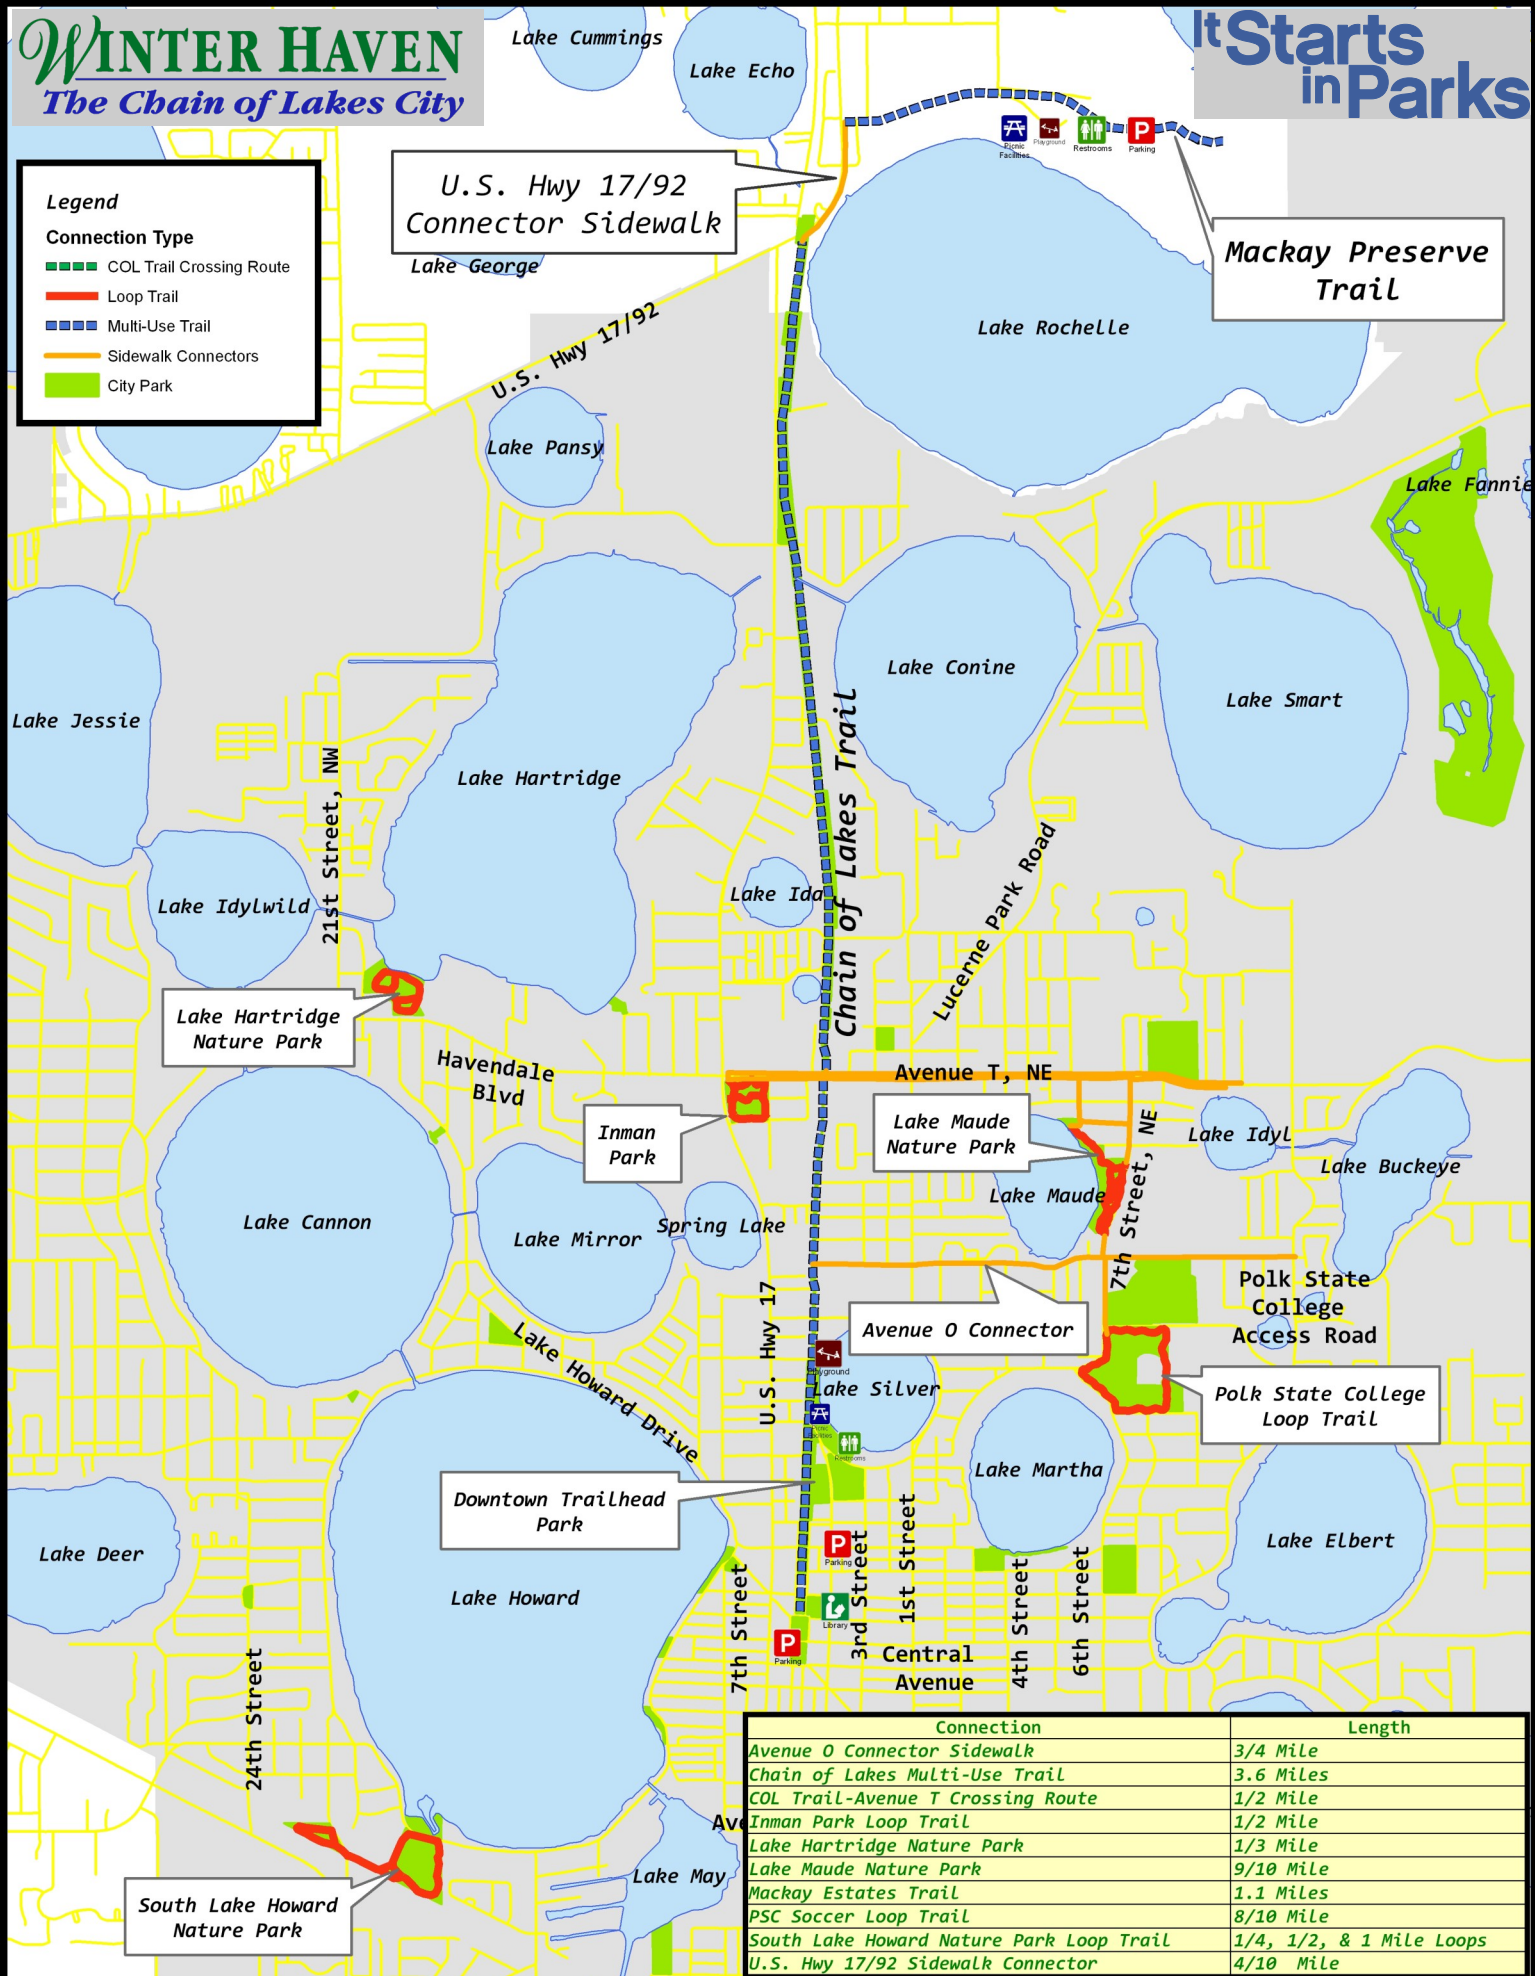 WINTER HAVEN
The Chain of Lakes City
It Starts
in Parks
Lake Cummings
Lake Echo
Picnic
Facilities
Playground
Restrooms
Parking
U.S. Hwy 17/92
Connector Sidewalk
Mackay Preserve
Trail
Legend
Connection Type
COL Trail Crossing Route
Loop Trail
Multi-Use Trail
Sidewalk Connectors
City Park
Lake George
U.S. Hwy 17/92
Lake Rochelle
Lake Pansy
Lake Fannie
Lake Conine
Lake Smart
Lake Jessie
21st Street, NW
Lake Hartridge
Chain of Lakes Trail
Lake Idylwild
Lake Ida
Lucerne Park Road
Lake Hartridge
Nature Park
Havendale
Blvd
Avenue T, NE
Inman
Park
Lake Maude
Nature Park
Lake Idyl
Lake Buckeye
7th Street, NE
Lake Maude
Lake Cannon
Lake Mirror
Spring Lake
U.S. Hwy 17
Polk State
College
Access Road
Avenue O Connector
Lake Howard Drive
Playground
Lake Silver
Picnic
Facilities
Restrooms
Polk State College
Loop Trail
Lake Martha
Downtown Trailhead
Park
Lake Deer
Lake Elbert
Parking
Lake Howard
Library
Parking
7th Street
3rd Street
1st Street
4th Street
6th Street
Central
Avenue
24th Street
Ave
Lake May
South Lake Howard
Nature Park
Connection Length
Avenue O Connector Sidewalk 3/4 Mile
Chain of Lakes Multi-Use Trail 3.6 Miles
COL Trail-Avenue T Crossing Route 1/2 Mile
Inman Park Loop Trail 1/2 Mile
Lake Hartridge Nature Park 1/3 Mile
Lake Maude Nature Park 9/10 Mile
Mackay Estates Trail 1.1 Miles
PSC Soccer Loop Trail 8/10 Mile
South Lake Howard Nature Park Loop Trail 1/4, 1/2, & 1 Mile Loops
U.S. Hwy 17/92 Sidewalk Connector 4/10 Mile